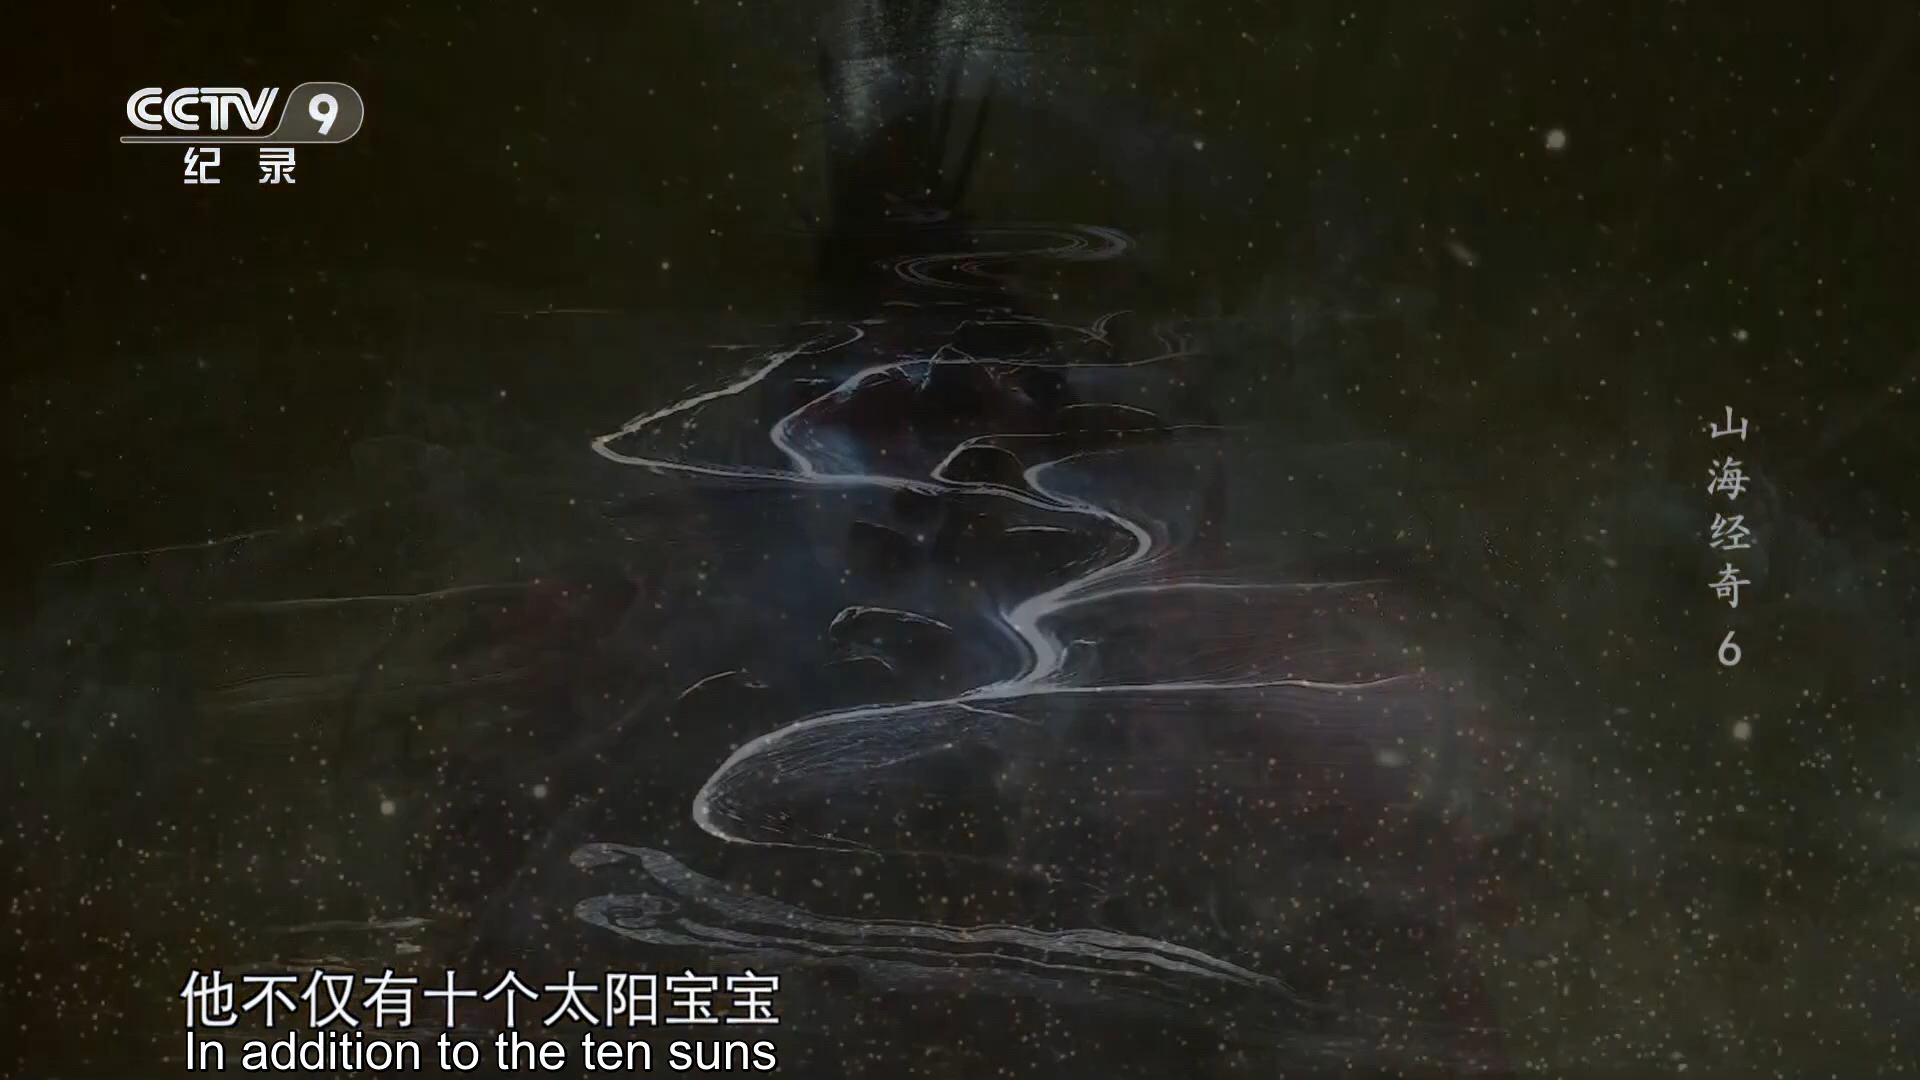 CCTV 9
纪录
山海经奇 6
他不仅有十个太阳宝宝
In addition to the ten suns